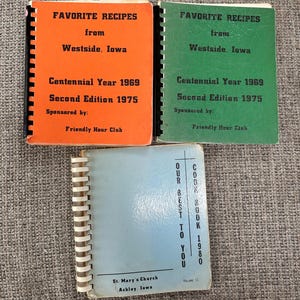 FAVORITE RECIPES
from
Westside, Iowa
Centennial Year 1969
Second Edition 1975
Sponsored by:
Friendly Hour Club
FAVORITE RECIPES
from
Westside, Iowa
Centennial Year 1969
Second Edition 1975
Sponsored by:
Friendly Hour Club
OUR BEST TO YOU
COOK BOOK 1980
St. Mary's Church
Ackley, Iowa